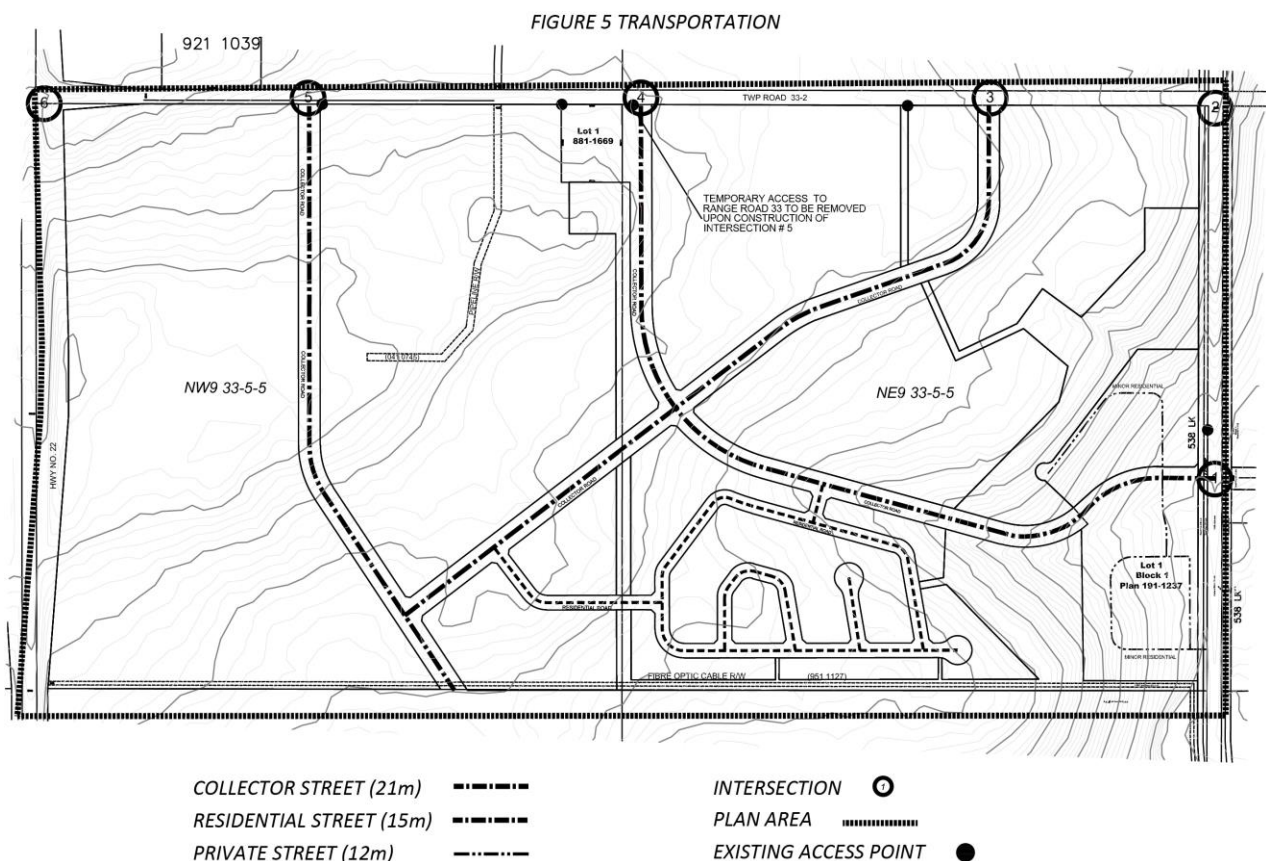 FIGURE 5 TRANSPORTATION
921 1039
6
5
4
3
2
TWP ROAD 33-2
Lot 1
881-1669
TEMPORARY ACCESS TO
RANGE ROAD 33 TO BE REMOVED
UPON CONSTRUCTION OF
INTERSECTION # 5
COLLECTOR ROAD
COLLECTOR ROAD
PIPELINE R/W
COLLECTOR ROAD
COLLECTOR ROAD
NW9 33-5-5
NE9 33-5-5
MINOR RESIDENTIAL
HWY NO. 22
538 LK
COLLECTOR ROAD
COLLECTOR ROAD
RESIDENTIAL ROAD
1
Lot 1
Block 1
Plan 191-1237
RESIDENTIAL ROAD
538 LK
MINOR RESIDENTIAL
FIBRE OPTIC CABLE R/W
(951 1127)
COLLECTOR STREET (21m)
INTERSECTION 1
RESIDENTIAL STREET (15m)
PLAN AREA
PRIVATE STREET (12m)
EXISTING ACCESS POINT